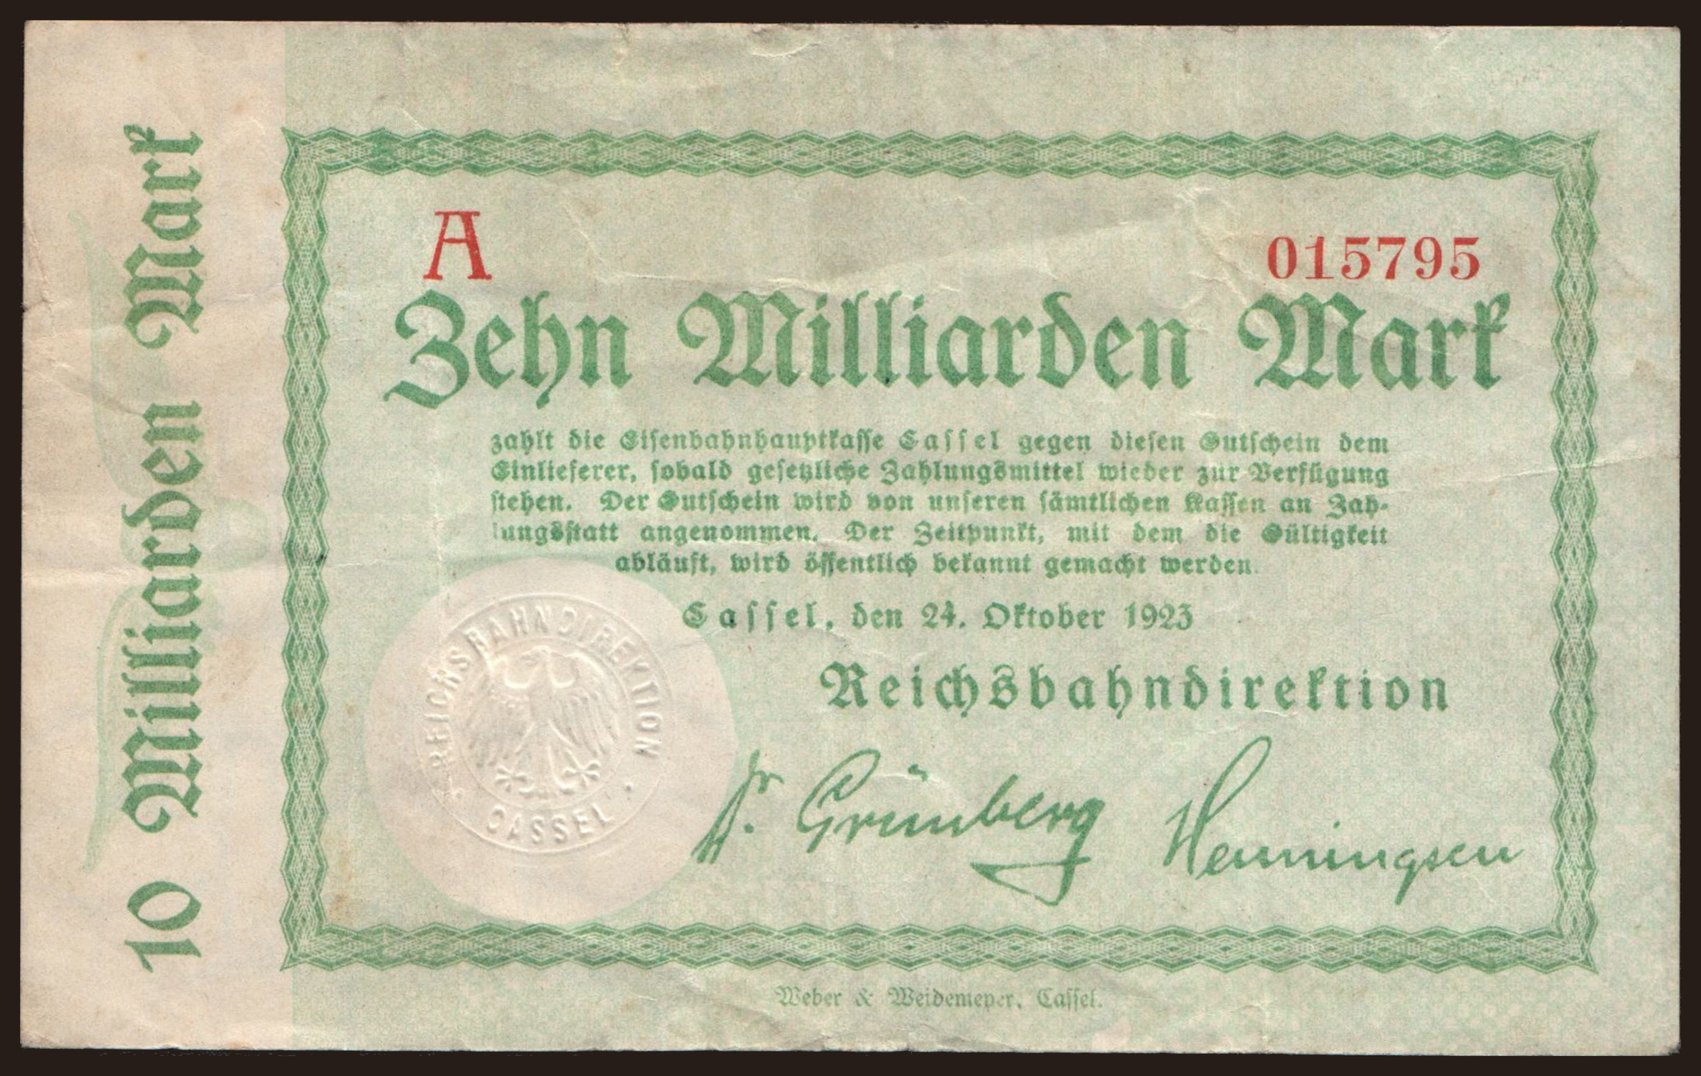 10 Milliarden Mark
A
015795
Zehn Milliarden Mark
zahlt die Eisenbahnhauptkasse Cassel gegen diesen Gutschein dem
Einlieferer, sobald gesetzliche Zahlungsmittel wieder zur Verfügung
stehen. Der Gutschein wird von unseren sämtlichen Kassen an Zah-
lungsstatt angenommen. Der Zeitpunkt, mit dem die Gültigkeit
abläuft, wird öffentlich bekannt gemacht werden.
Cassel, den 24. Oktober 1923
Reichsbahndirektion
REICHSBAHNDIREKTION
CASSEL
Dr. Grünberg
Henningsen
Weber & Weidemeyer, Cassel.